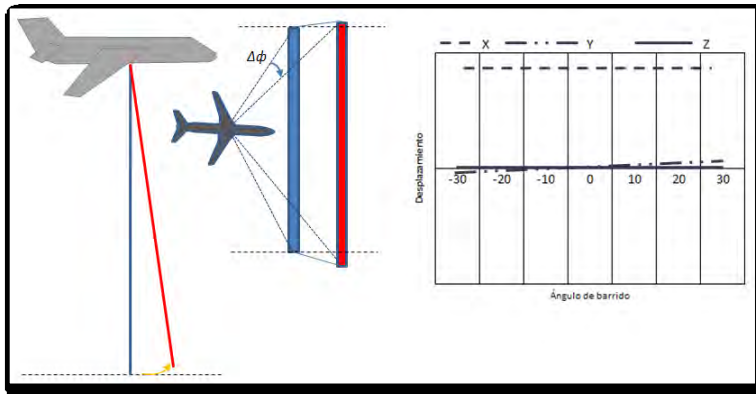 Δϕ
X Y Z
Desplazamiento
-30 -20 -10 0 10 20 30
Ángulo de barrido